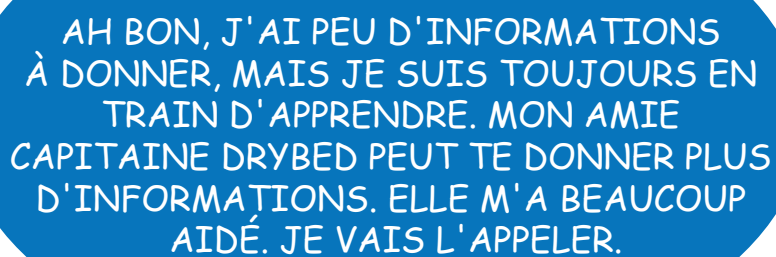 AH BON, J'AI PEU D'INFORMATIONS
À DONNER, MAIS JE SUIS TOUJOURS EN
TRAIN D'APPRENDRE. MON AMIE
CAPITAINE DRYBED PEUT TE DONNER PLUS
D'INFORMATIONS. ELLE M'A BEAUCOUP
AIDÉ. JE VAIS L'APPELER.